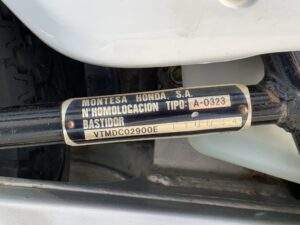 MONTESA HONDA, S.A.
Nº HOMOLOGACION TIPO: A-0323
BASTIDOR
VTMDC02900E